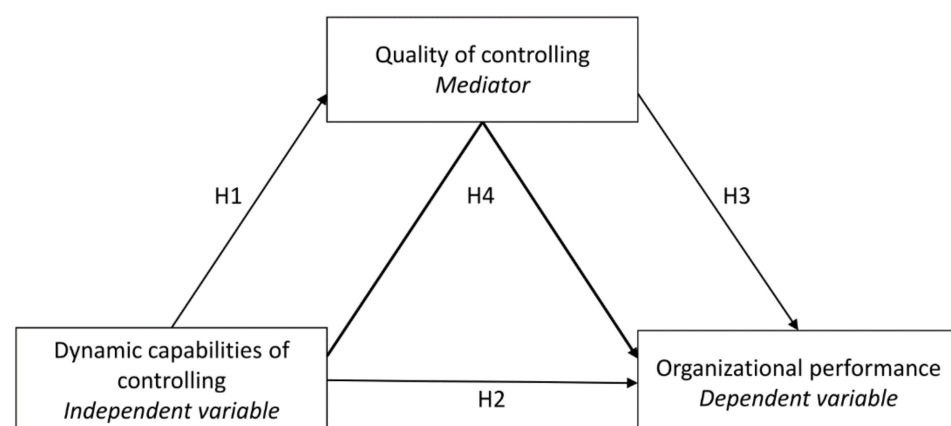 Quality of controlling
Mediator
H1
H4
H3
Dynamic capabilities of
controlling
Independent variable
H2
Organizational performance
Dependent variable